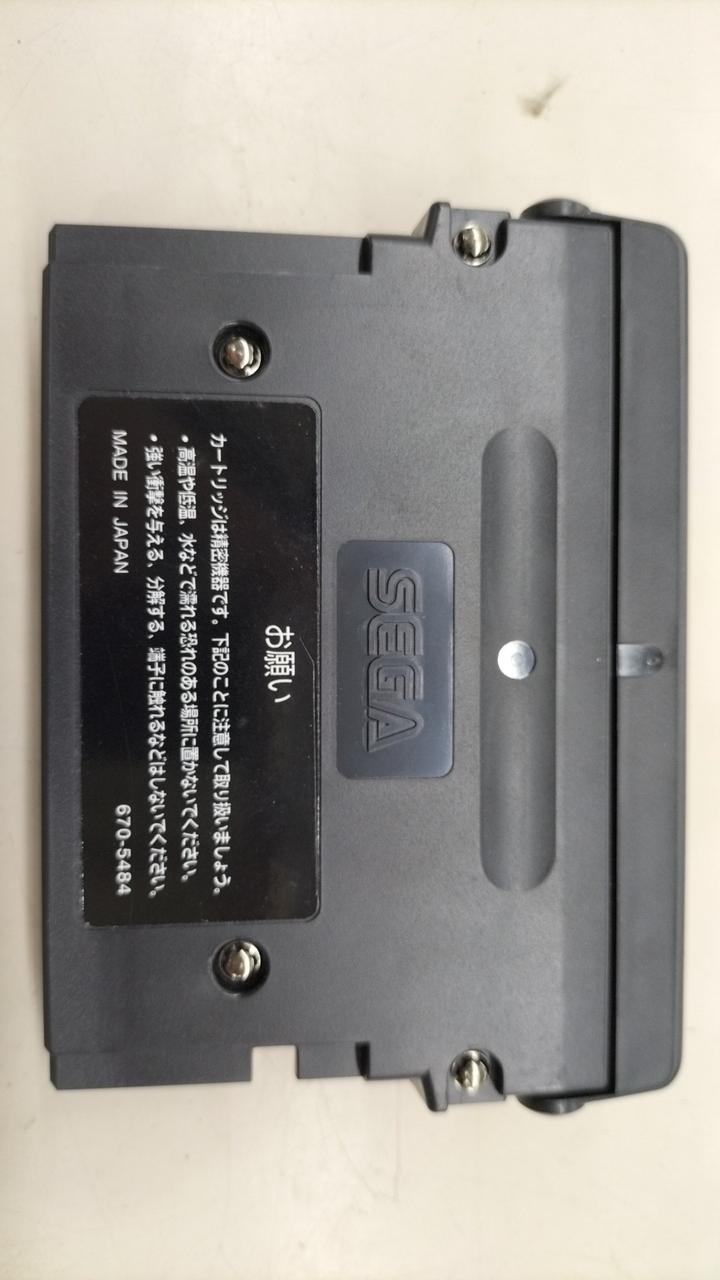 SEGA
お願い
カートリッジは精密機器です。下記のことに注意して取り扱いましょう。
• 高温や低温、水などで濡れる恐れのある場所に置かないでください。
• 強い衝撃を与える、分解する、端子に触れるなどはしないでください。
MADE IN JAPAN 670-5484